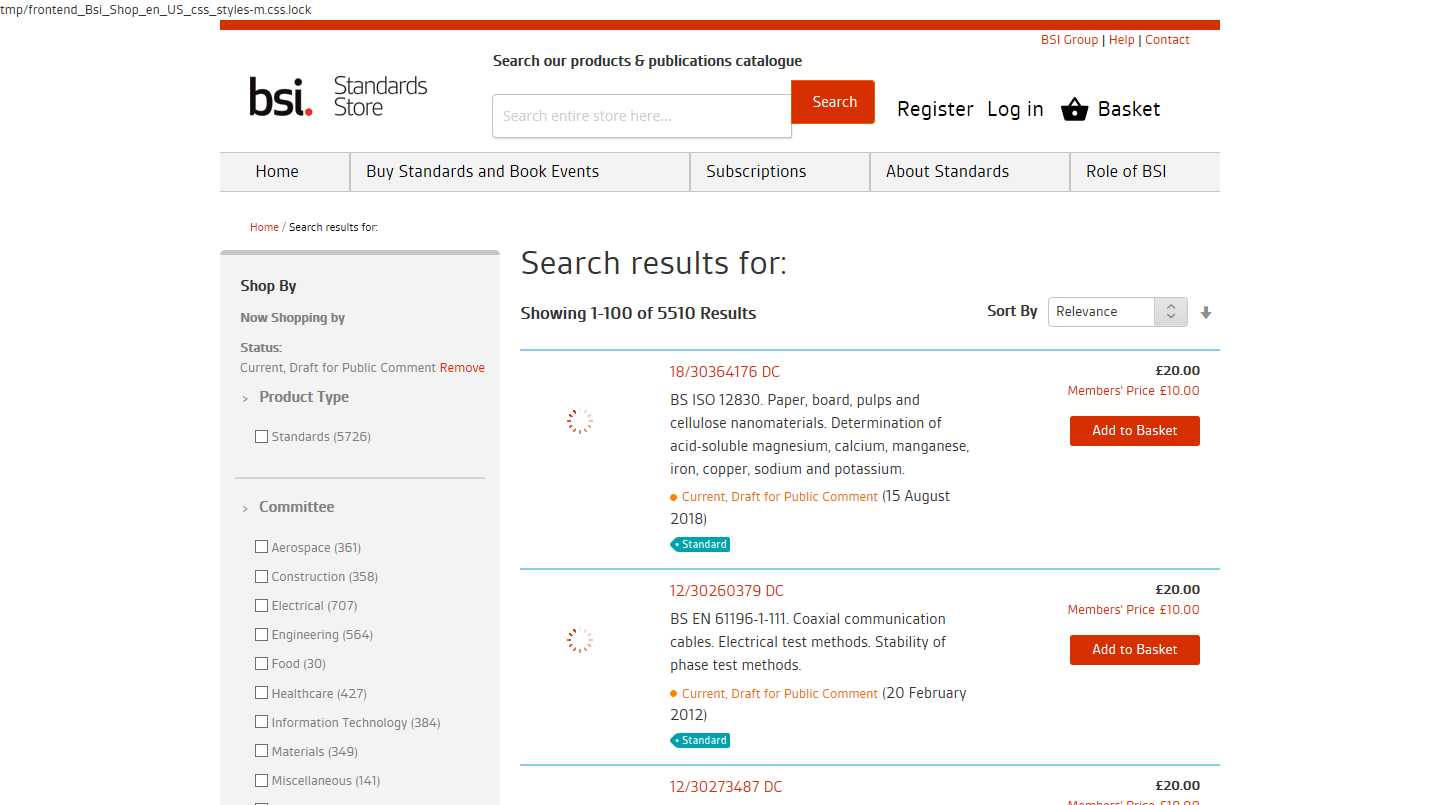 tmp/frontend_Bsi_Shop_en_US_css_styles-m.css.lock
BSI Group | Help | Contact
Search our products & publications catalogue
bsi. Standards Store
Search entire store here...
Search
Register Log in Basket
Home
Buy Standards and Book Events
Subscriptions
About Standards
Role of BSI
Home / Search results for:
Shop By
Now Shopping by
Status:
Current, Draft for Public Comment Remove
> Product Type
Standards (5726)
> Committee
Aerospace (361)
Construction (358)
Electrical (707)
Engineering (564)
Food (30)
Healthcare (427)
Information Technology (384)
Materials (349)
Miscellaneous (141)
Search results for:
Showing 1-100 of 5510 Results
Sort By Relevance
18/30364176 DC
BS ISO 12830. Paper, board, pulps and
cellulose nanomaterials. Determination of
acid-soluble magnesium, calcium, manganese,
iron, copper, sodium and potassium.
Current, Draft for Public Comment (15 August
2018)
• Standard
£20.00
Members' Price £10.00
Add to Basket
12/30260379 DC
BS EN 61196-1-111. Coaxial communication
cables. Electrical test methods. Stability of
phase test methods.
Current, Draft for Public Comment (20 February
2012)
• Standard
£20.00
Members' Price £10.00
Add to Basket
12/30273487 DC
£20.00
Members' Price £10.00